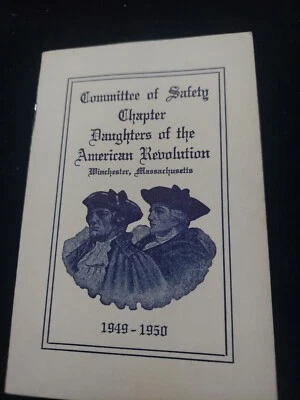 Committee of Safety
Chapter
Daughters of the
American Revolution
Winchester, Massachusetts
1949-1950